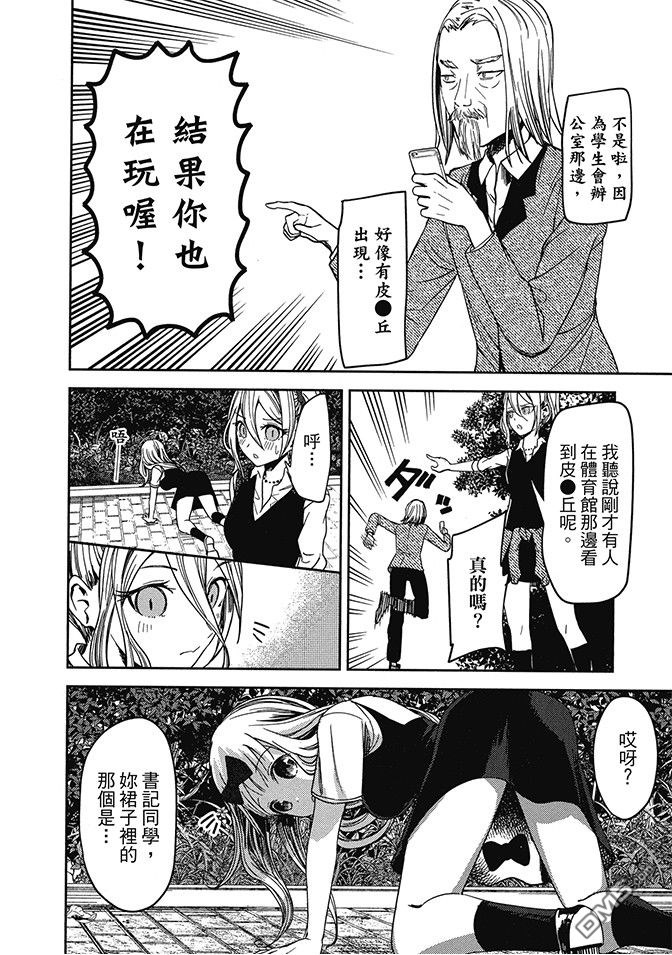 不是啦，因
為學生會辦
公室那邊，
好像有皮●丘
出現…
結果你也
在玩喔！
我聽說剛才有人
在體育館那邊看
到皮●丘呢。
真的嗎？
ダッ
呼…
唔
哎呀？
書記同學，
妳裙子裡的
那個是…
DMP